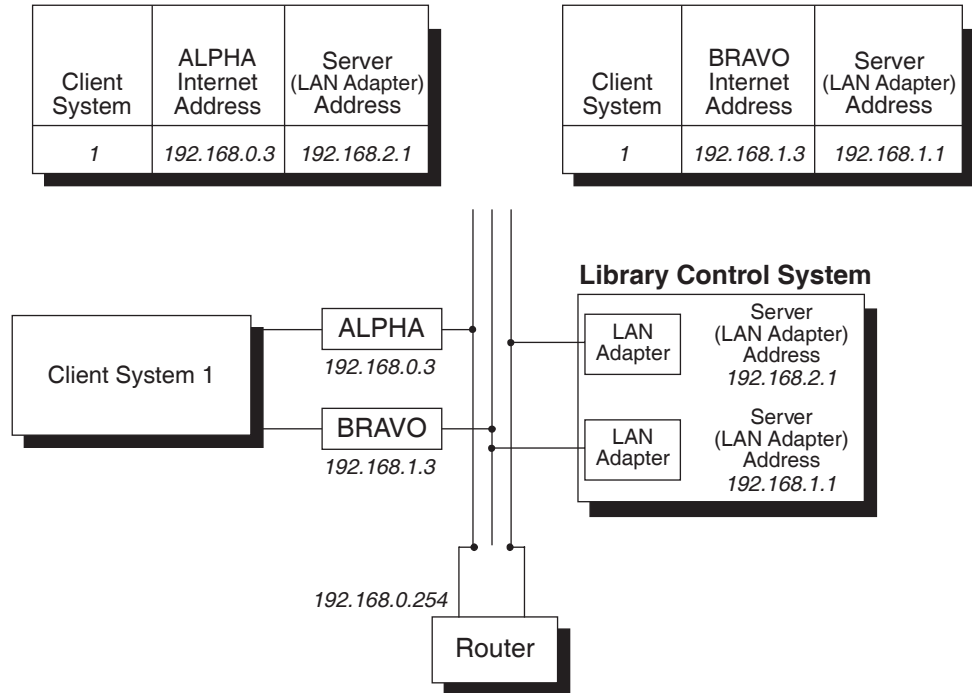 Client
System
ALPHA
Internet
Address
Server
(LAN Adapter)
Address
1
192.168.0.3
192.168.2.1
Client
System
BRAVO
Internet
Address
Server
(LAN Adapter)
Address
1
192.168.1.3
192.168.1.1
Library Control System
Client System 1
ALPHA
192.168.0.3
BRAVO
192.168.1.3
LAN
Adapter
Server
(LAN Adapter)
Address
192.168.2.1
LAN
Adapter
Server
(LAN Adapter)
Address
192.168.1.1
192.168.0.254
Router